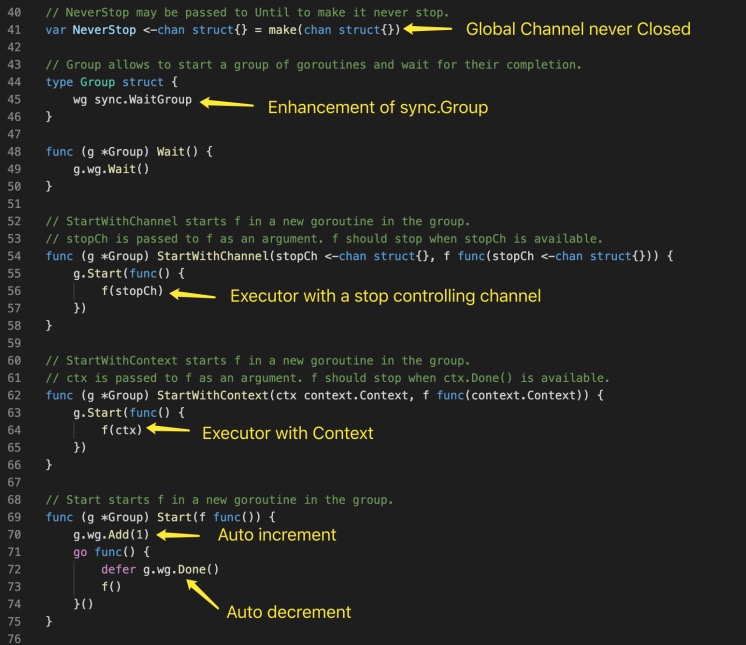 40 // NeverStop may be passed to Until to make it never stop.
41 var NeverStop <-chan struct{} = make(chan struct{}) Global Channel never Closed
42
43 // Group allows to start a group of goroutines and wait for their completion.
44 type Group struct {
45 wg sync.WaitGroup Enhancement of sync.Group
46 }
47
48 func (g *Group) Wait() {
49 g.wg.Wait()
50 }
51
52 // StartWithChannel starts f in a new goroutine in the group.
53 // stopCh is passed to f as an argument. f should stop when stopCh is available.
54 func (g *Group) StartWithChannel(stopCh <-chan struct{}, f func(stopCh <-chan struct{})) {
55 g.Start(func() {
56 f(stopCh) Executor with a stop controlling channel
57 })
58 }
59
60 // StartWithContext starts f in a new goroutine in the group.
61 // ctx is passed to f as an argument. f should stop when ctx.Done() is available.
62 func (g *Group) StartWithContext(ctx context.Context, f func(context.Context)) {
63 g.Start(func() {
64 f(ctx) Executor with Context
65 })
66 }
67
68 // Start starts f in a new goroutine in the group.
69 func (g *Group) Start(f func()) {
70 g.wg.Add(1) Auto increment
71 go func() {
72 defer g.wg.Done()
73 f()
74 }() Auto decrement
75 }
76